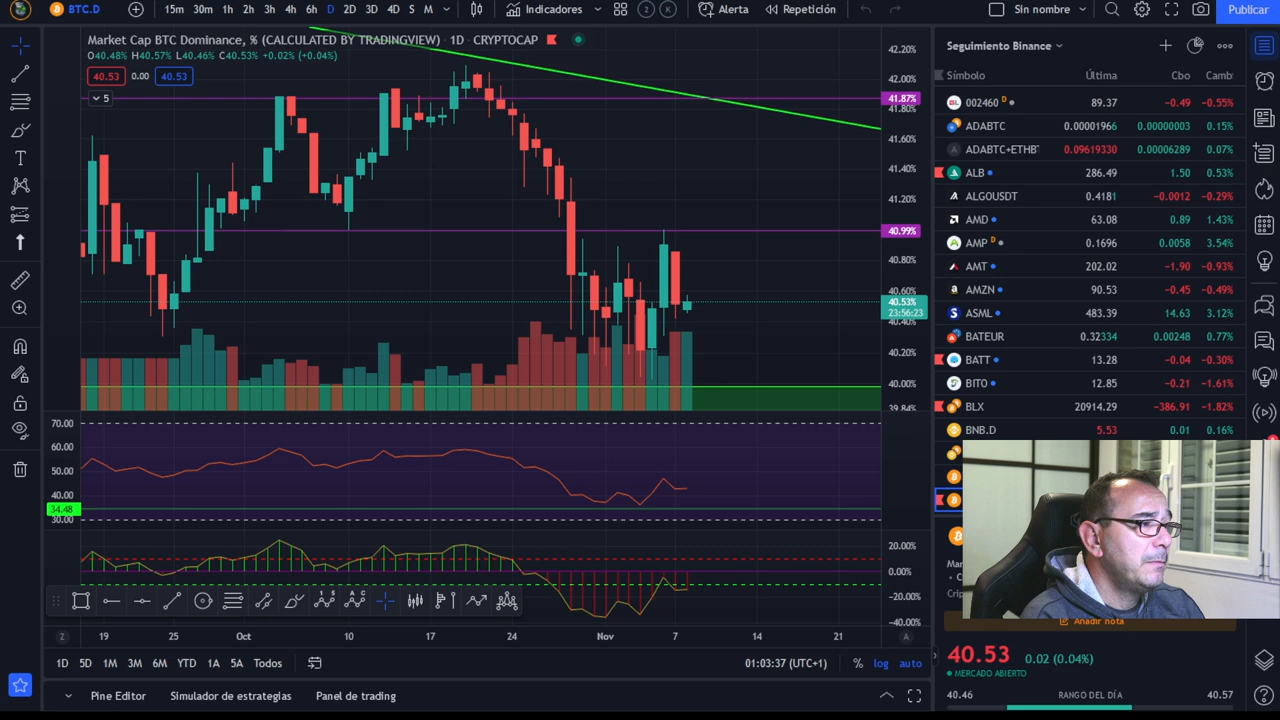 BTC.D 15m 30m 1h 2h 3h 4h 6h D 2D 3D 4D S M Indicadores 2 Alerta Repetición Sin nombre Publicar
Market Cap BTC Dominance, % (CALCULATED BY TRADINGVIEW) · 1D · CRYPTOCAP
O40.48% H40.57% L40.46% C40.53% +0.02 (+0.04%)
40.53 0.00 40.53
5
42.20%
42.00%
41.87%
41.80%
41.60%
41.40%
41.20%
40.99%
40.80%
40.60%
40.53%
23:56:23
40.40%
40.20%
40.00%
39.84%
70.00
60.00
50.00
40.00
34.48
30.00
20.00%
0.00%
-20.00%
-40.00%
Z 19 25 Oct 10 17 24 Nov 7 14 21 A
1D 5D 1M 3M 6M YTD 1A 5A Todos 01:03:37 (UTC+1) % log auto
Pine Editor Simulador de estrategias Panel de trading
Seguimiento Binance
Símbolo Última Cbo Camb
002460 D 89.37 −0.49 −0.55%
ADABTC 0.00001966 0.00000003 0.15%
ADABTC+ETHB 0.09619330 0.00006289 0.07%
ALB 286.49 1.50 0.53%
ALGOUSDT 0.4181 −0.0012 −0.29%
AMD 63.08 0.89 1.43%
AMP D 0.1696 0.0058 3.54%
AMT 202.02 −1.90 −0.93%
AMZN 90.53 −0.45 −0.49%
ASML 483.39 14.63 3.12%
BATEUR 0.32334 0.00248 0.77%
BATT 13.28 −0.04 −0.30%
BITO 12.85 −0.21 −1.61%
BLX 20914.29 −386.91 −1.82%
BNB.D 5.53 0.01 0.16%
Añadir nota
40.53 0.02 (0.04%)
MERCADO ABIERTO
40.46 RANGO DEL DÍA 40.57